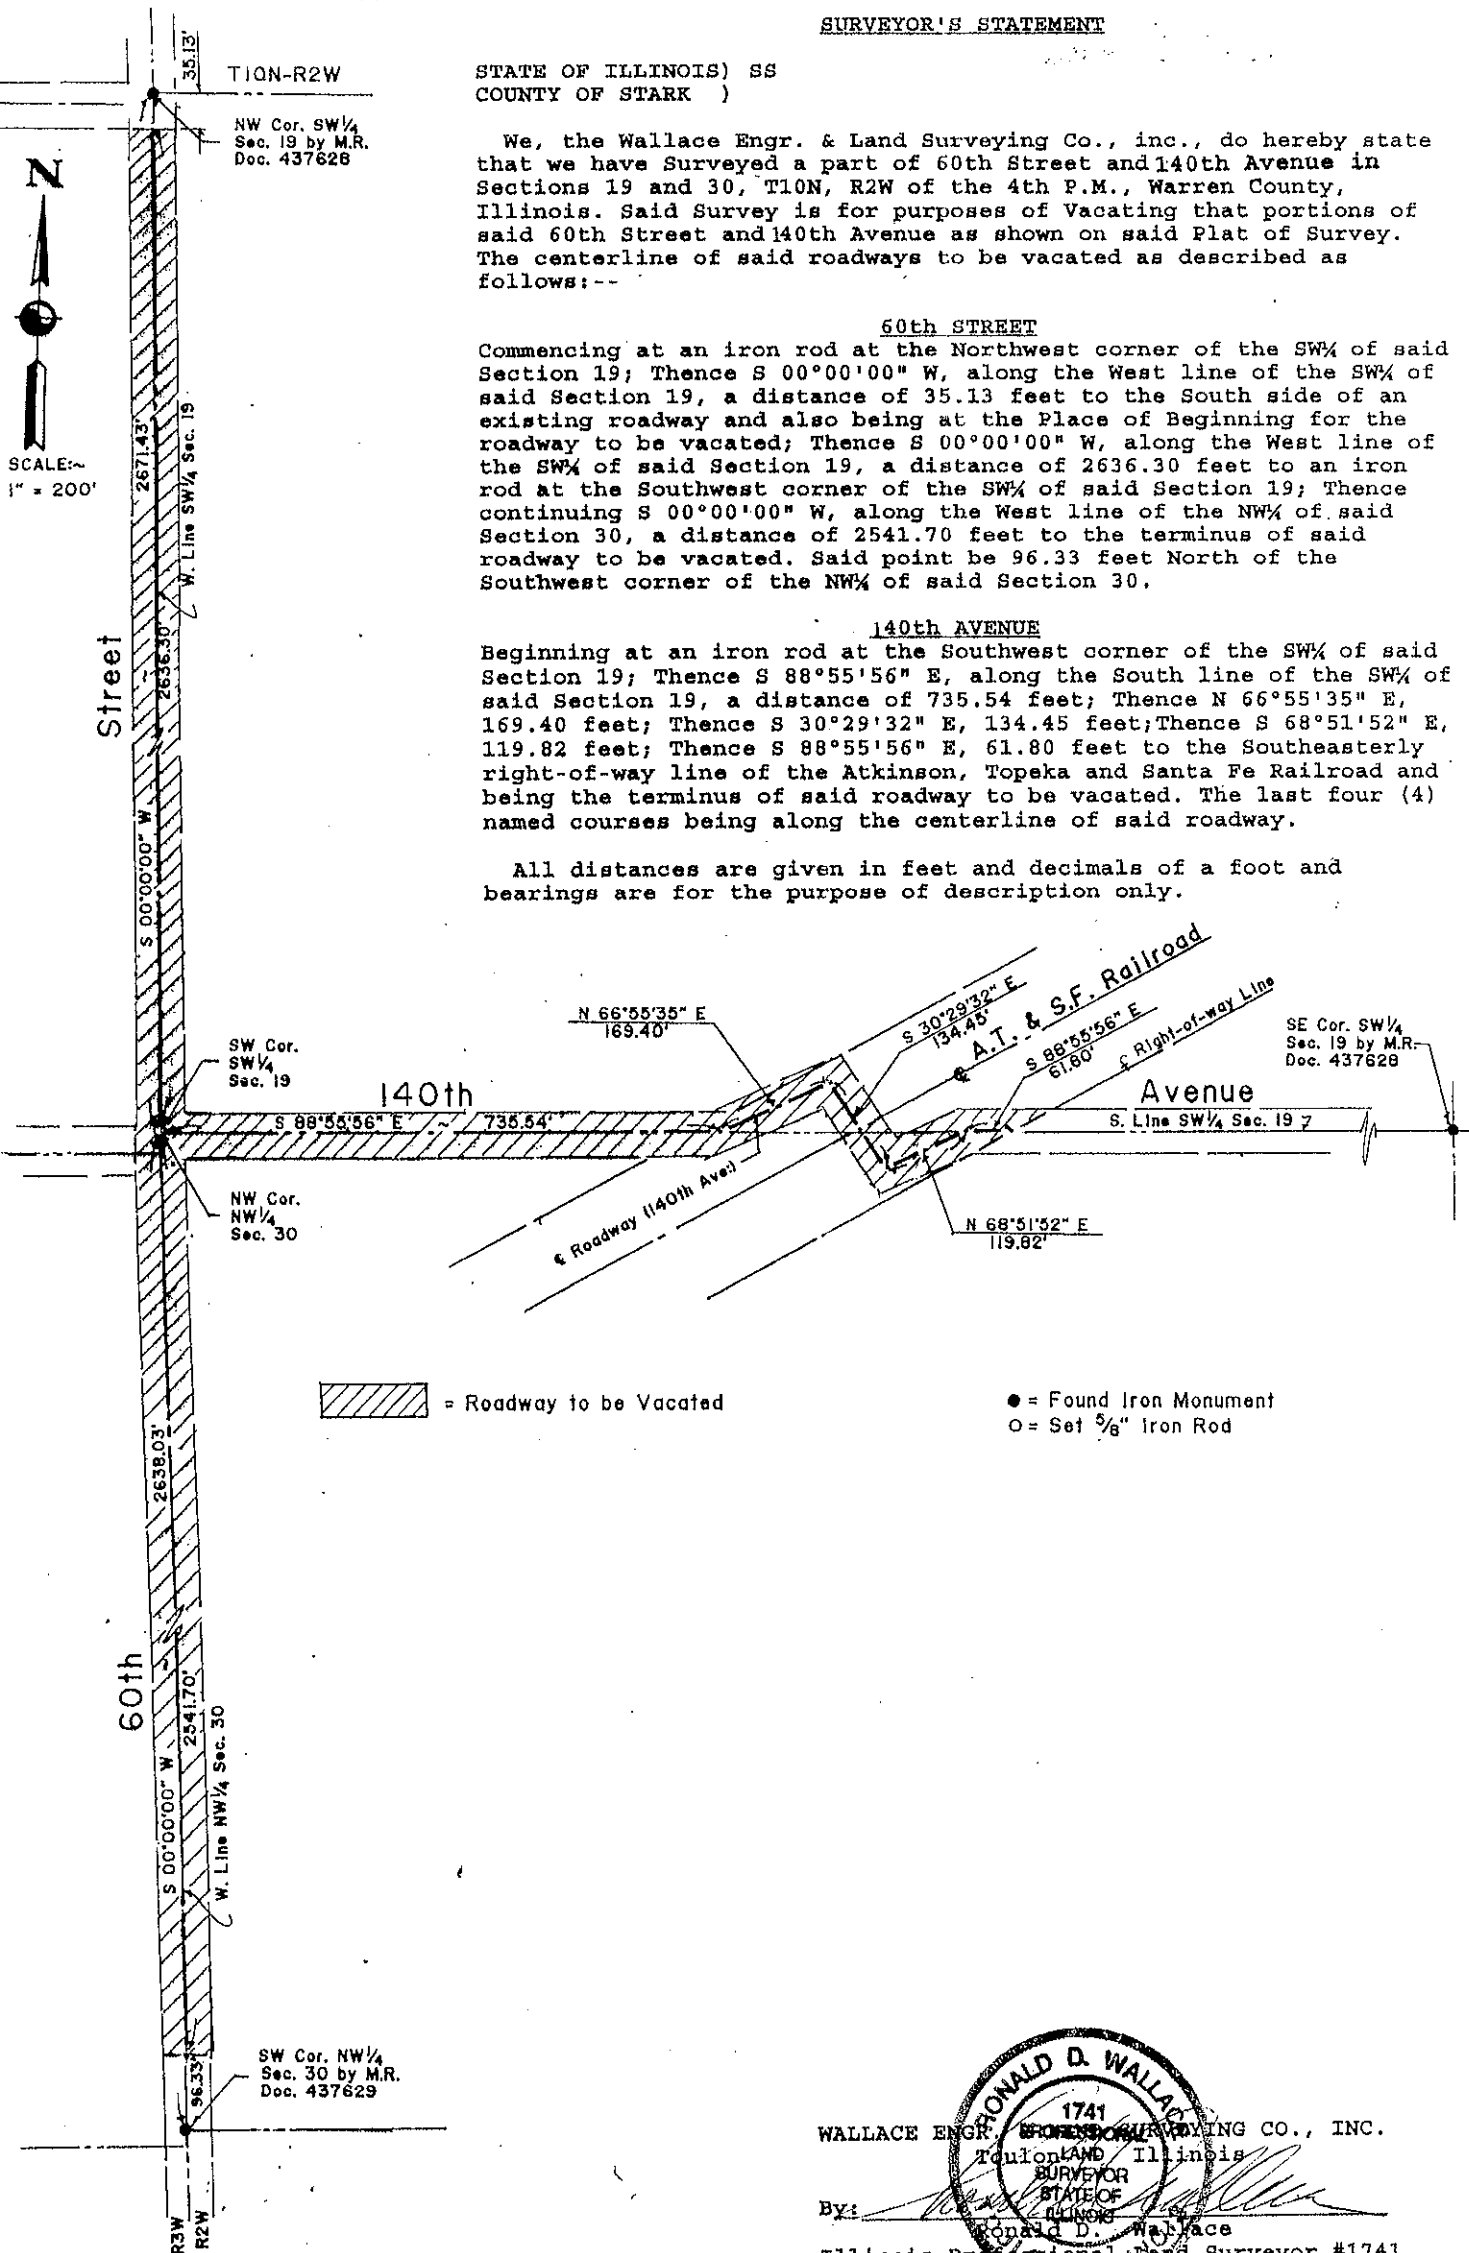 SURVEYOR'S STATEMENT
STATE OF ILLINOIS) SS
COUNTY OF STARK )
We, the Wallace Engr. & Land Surveying Co., inc., do hereby state
that we have Surveyed a part of 60th Street and 140th Avenue in
Sections 19 and 30, T10N, R2W of the 4th P.M., Warren County,
Illinois. Said Survey is for purposes of Vacating that portions of
said 60th Street and 140th Avenue as shown on said Plat of Survey.
The centerline of said roadways to be vacated as described as
follows:--
60th STREET
Commencing at an iron rod at the Northwest corner of the SW¼ of said
Section 19; Thence S 00°00'00" W, along the West line of the SW¼ of
said Section 19, a distance of 35.13 feet to the South side of an
existing roadway and also being at the Place of Beginning for the
roadway to be vacated; Thence S 00°00'00" W, along the West line of
the SW¼ of said Section 19, a distance of 2636.30 feet to an iron
rod at the Southwest corner of the SW¼ of said Section 19; Thence
continuing S 00°00'00" W, along the West line of the NW¼ of said
Section 30, a distance of 2541.70 feet to the terminus of said
roadway to be vacated. Said point be 96.33 feet North of the
Southwest corner of the NW¼ of said Section 30.
140th AVENUE
Beginning at an iron rod at the Southwest corner of the SW¼ of said
Section 19; Thence S 88°55'56" E, along the South line of the SW¼ of
said Section 19, a distance of 735.54 feet; Thence N 66°55'35" E,
169.40 feet; Thence S 30°29'32" E, 134.45 feet;Thence S 68°51'52" E,
119.82 feet; Thence S 88°55'56" E, 61.80 feet to the Southeasterly
right-of-way line of the Atkinson, Topeka and Santa Fe Railroad and
being the terminus of said roadway to be vacated. The last four (4)
named courses being along the centerline of said roadway.
All distances are given in feet and decimals of a foot and
bearings are for the purpose of description only.
35.13'
T10N-R2W
NW Cor. SW¼
Sec. 19 by M.R.
Doc. 437628
N
SCALE:~
1" = 200'
2671.43'
W. Line SW¼ Sec. 19
2636.30'
Street
S 00°00'00" W
SW Cor.
SW¼
Sec. 19
140th
S 88°55'56" E ~ 735.54'
N 66°55'35" E
169.40'
S 30°29'32" E
134.45'
℄ A.T. & S.F. Railroad
S 88°55'56" E
61.80'
℄ Right-of-way Line
SE Cor. SW¼
Sec. 19 by M.R.
Doc. 437628
Avenue
S. Line SW¼ Sec. 19
NW Cor.
NW¼
Sec. 30
℄ Roadway (140th Ave.)
N 68°51'52" E
119.82'
= Roadway to be Vacated
● = Found Iron Monument
O = Set 5/8" Iron Rod
2638.03'
60th
2541.70'
S 00°00'00" W
W. Line NW¼ Sec. 30
SW Cor. NW¼
Sec. 30 by M.R.
Doc. 437629
96.33'
R3W
R2W
RONALD D. WALLACE
1741
PROFESSIONAL
LAND
SURVEYOR
STATE OF
ILLINOIS
WALLACE ENGR. SURVEYING CO., INC.
Toulon Illinois
By:
Ronald D. Wallace
Illinois Professional Land Surveyor #1741